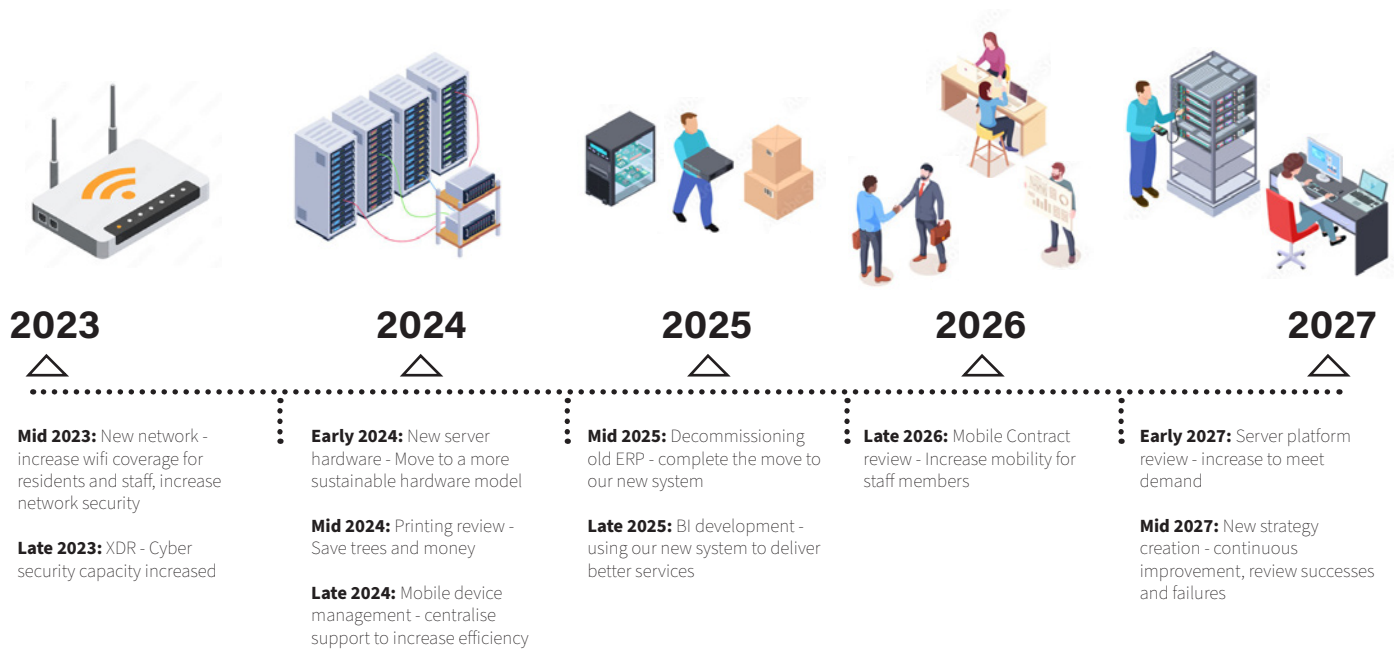 2023
2024
2025
2026
2027
Mid 2023: New network -
increase wifi coverage for
residents and staff, increase
network security
Late 2023: XDR - Cyber
security capacity increased
Early 2024: New server
hardware - Move to a more
sustainable hardware model
Mid 2024: Printing review -
Save trees and money
Late 2024: Mobile device
management - centralise
support to increase efficiency
Mid 2025: Decommissioning
old ERP - complete the move to
our new system
Late 2025: BI development -
using our new system to deliver
better services
Late 2026: Mobile Contract
review - Increase mobility for
staff members
Early 2027: Server platform
review - increase to meet
demand
Mid 2027: New strategy
creation - continuous
improvement, review successes
and failures